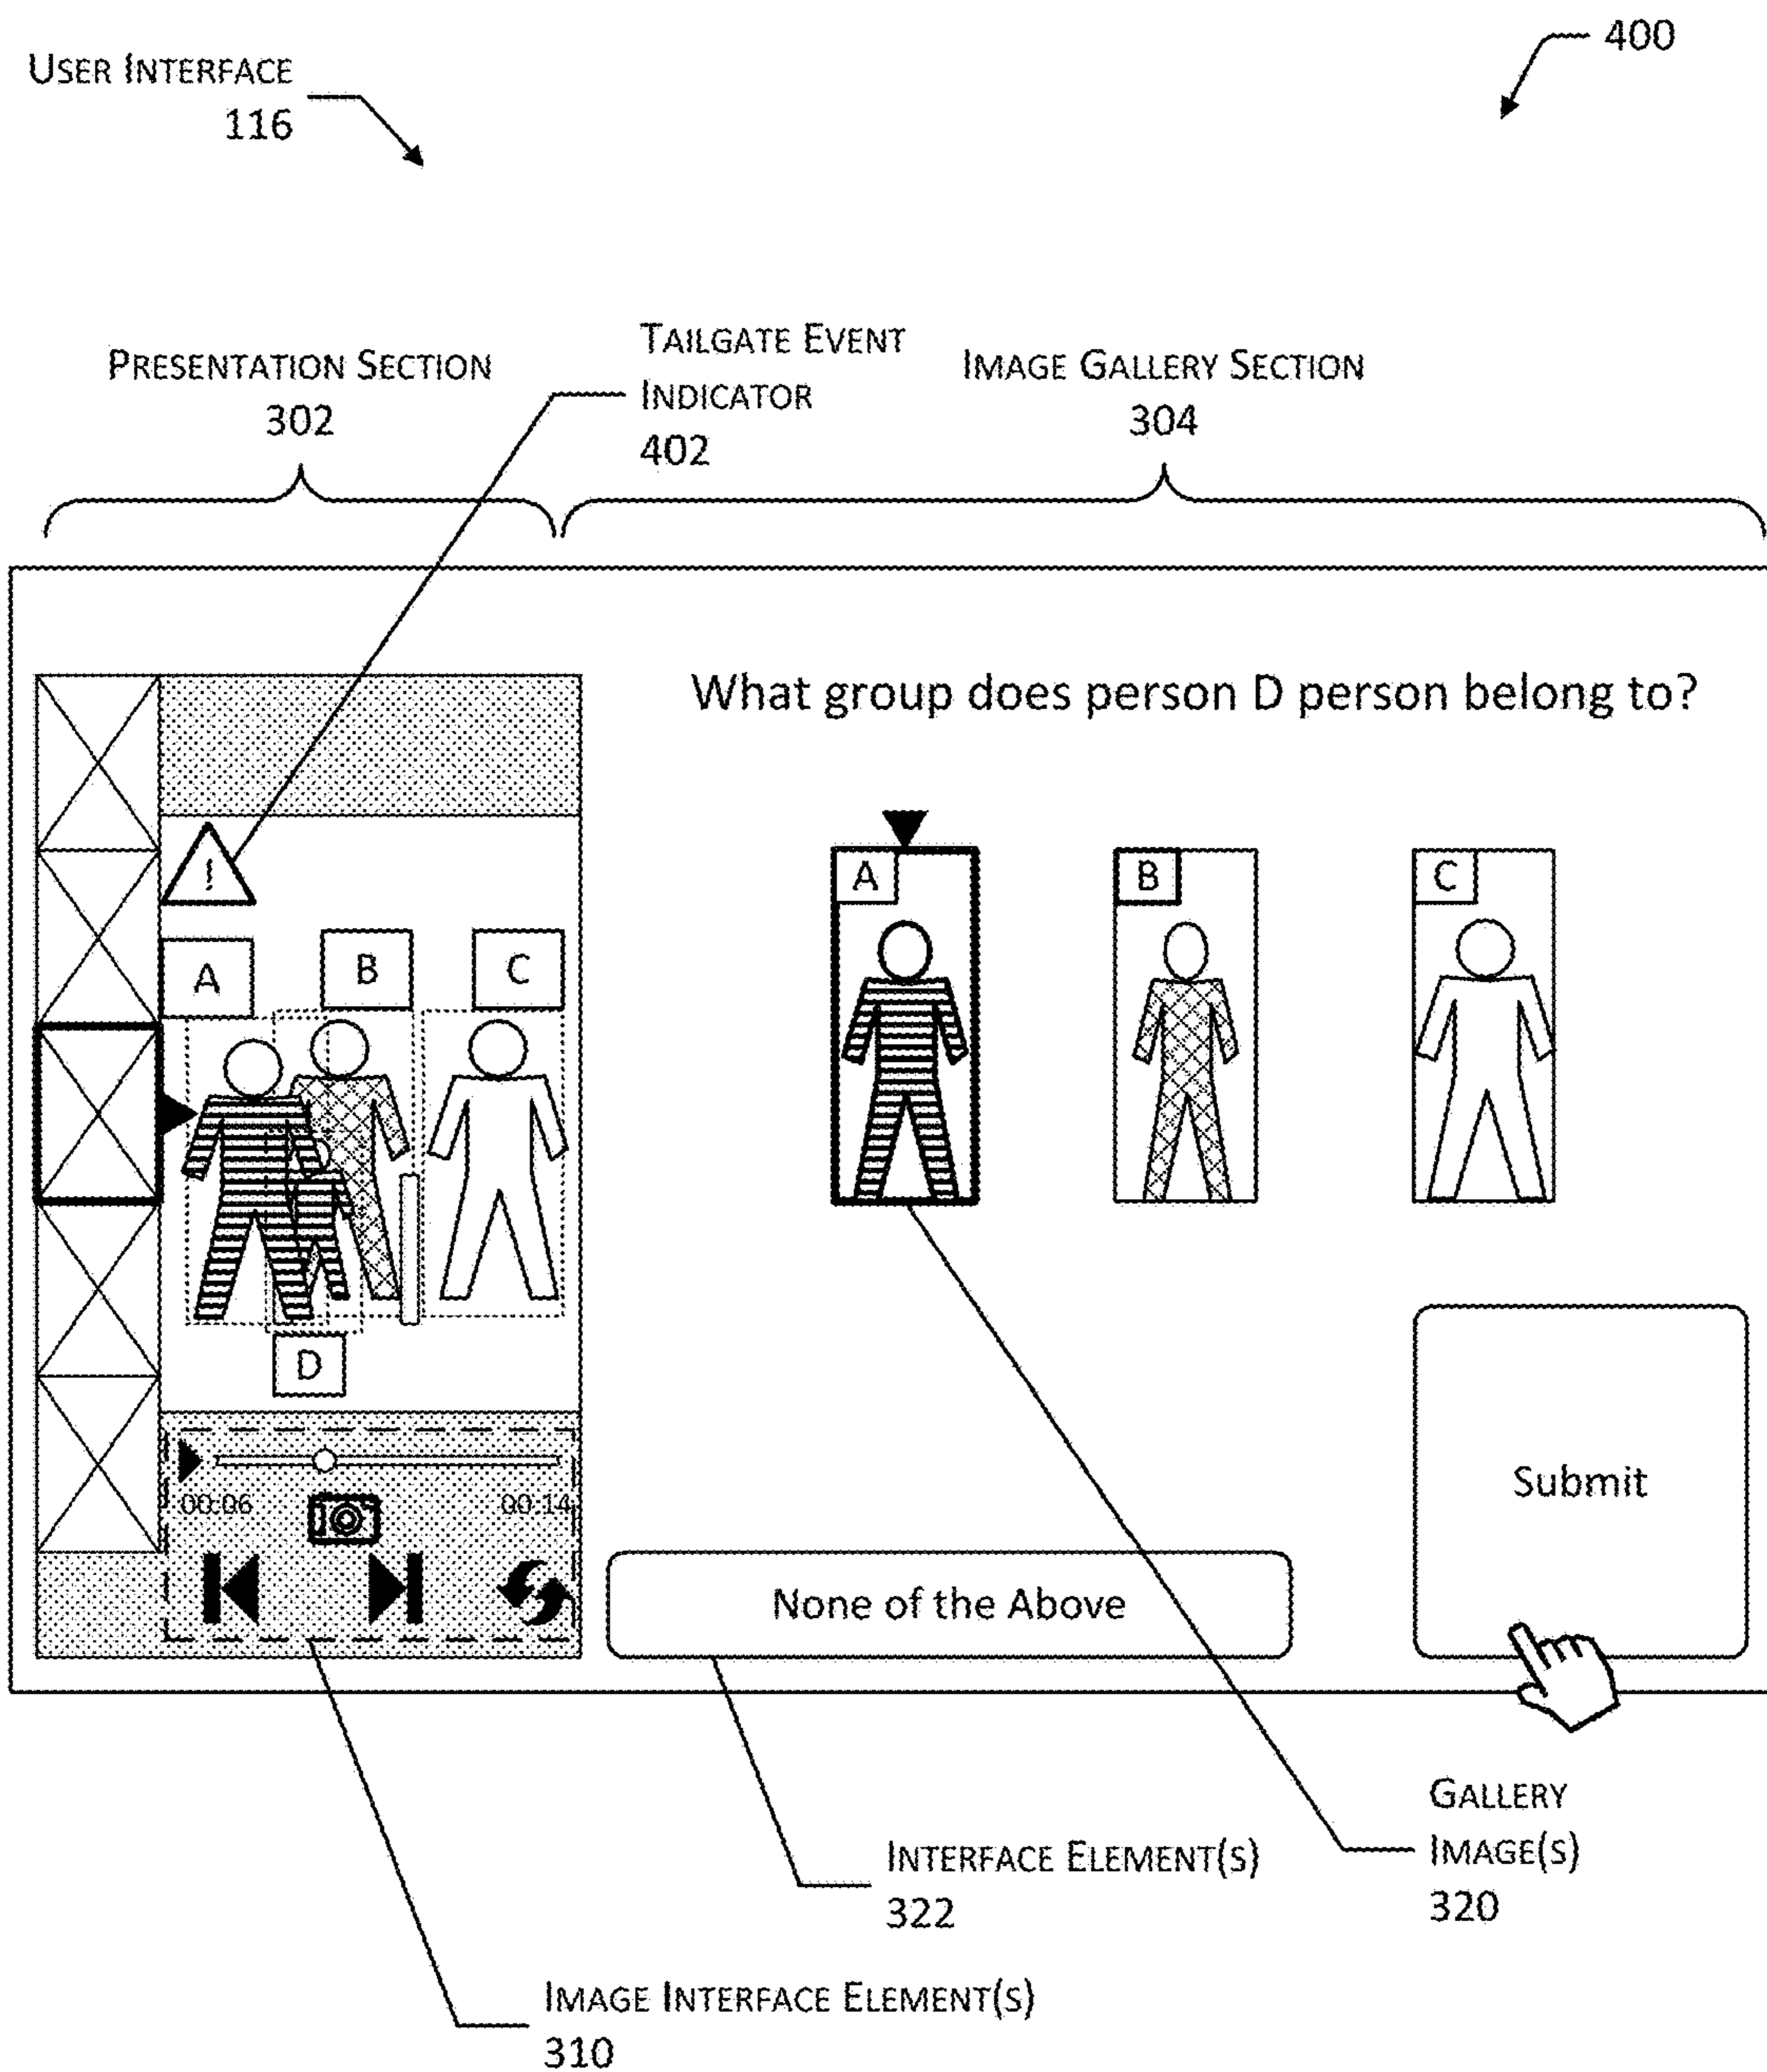 400
USER INTERFACE
116
PRESENTATION SECTION
302
TAILGATE EVENT
INDICATOR
402
IMAGE GALLERY SECTION
304
What group does person D person belong to?
!
A
B
C
D
00:06
00:14
A
B
C
Submit
None of the Above
GALLERY
IMAGE(S)
320
INTERFACE ELEMENT(S)
322
IMAGE INTERFACE ELEMENT(S)
310